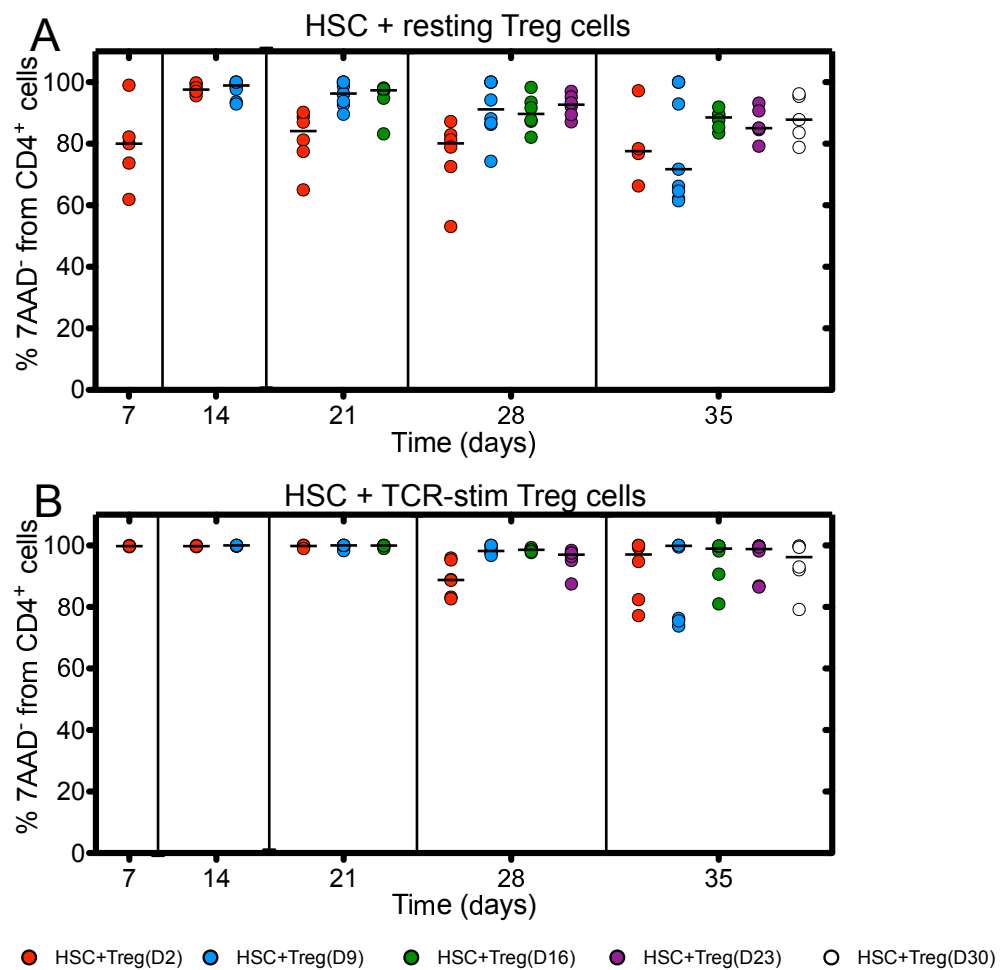 A
HSC + resting Treg cells
% 7AAD⁻ from CD4⁺ cells
100
80
60
40
20
0
7 14 21 28 35
Time (days)
B
HSC + TCR-stim Treg cells
% 7AAD⁻ from CD4⁺ cells
100
80
60
40
20
0
7 14 21 28 35
Time (days)
HSC+Treg(D2) HSC+Treg(D9) HSC+Treg(D16) HSC+Treg(D23) HSC+Treg(D30)